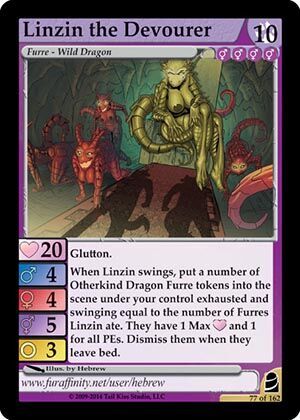 Linzin the Devourer
10
Furre - Wild Dragon
20
Glutton.
4
When Linzin swings, put a number of
Otherkind Dragon Furre tokens into the
4
scene under your control exhausted and
swinging equal to the number of Furres
5
Linzin ate. They have 1 Max and 1
for all PEs. Dismiss them when they
3
leave bed.
Illus. by Hebrew
www.furaffinity.net/user/hebrew
77 of 162
© 2009-2014 Tail Kiss Studio, LLC